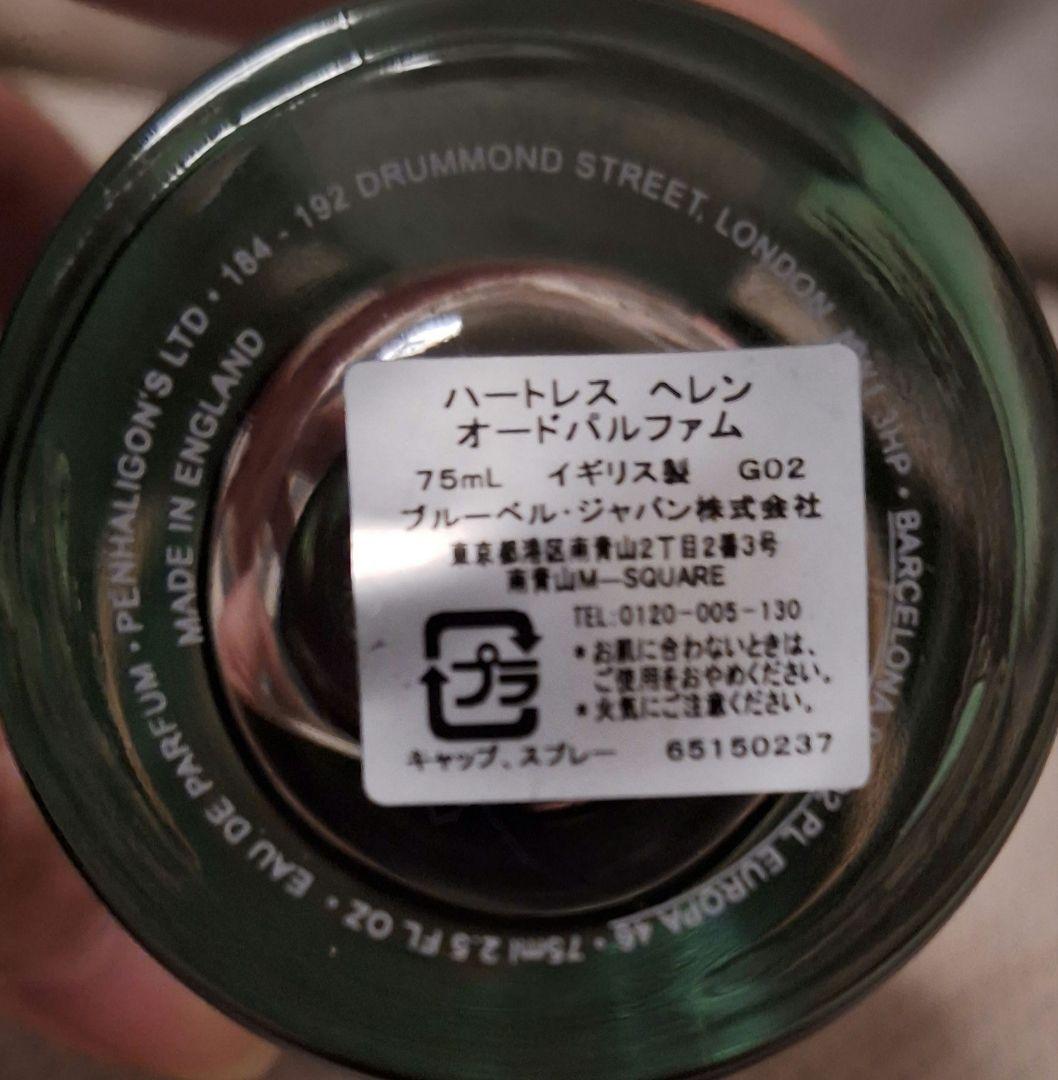 PENHALIGON'S LTD • 184 - 192 DRUMMOND STREET, LONDON, 3HP • BARCELONA PL.EUROPA 46 • 75ml 2.5 FL OZ • EAU DE PARFUM •
MADE IN ENGLAND
ハートレス ヘレン
オードパルファム
75mL イギリス製 G02
ブルーベル・ジャパン株式会社
東京都港区南青山2丁目2番3号
南青山M—SQUARE
TEL:0120-005-130
*お肌に合わないときは、
ご使用をおやめください。
*火気にご注意ください。
プラ
キャップ、スプレー 65150237